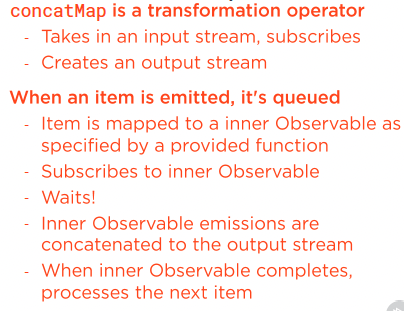 concatMap is a transformation operator
- Takes in an input stream, subscribes
- Creates an output stream
When an item is emitted, it's queued
- Item is mapped to a inner Observable as
specified by a provided function
- Subscribes to inner Observable
- Waits!
- Inner Observable emissions are
concatenated to the output stream
- When inner Observable completes,
processes the next item